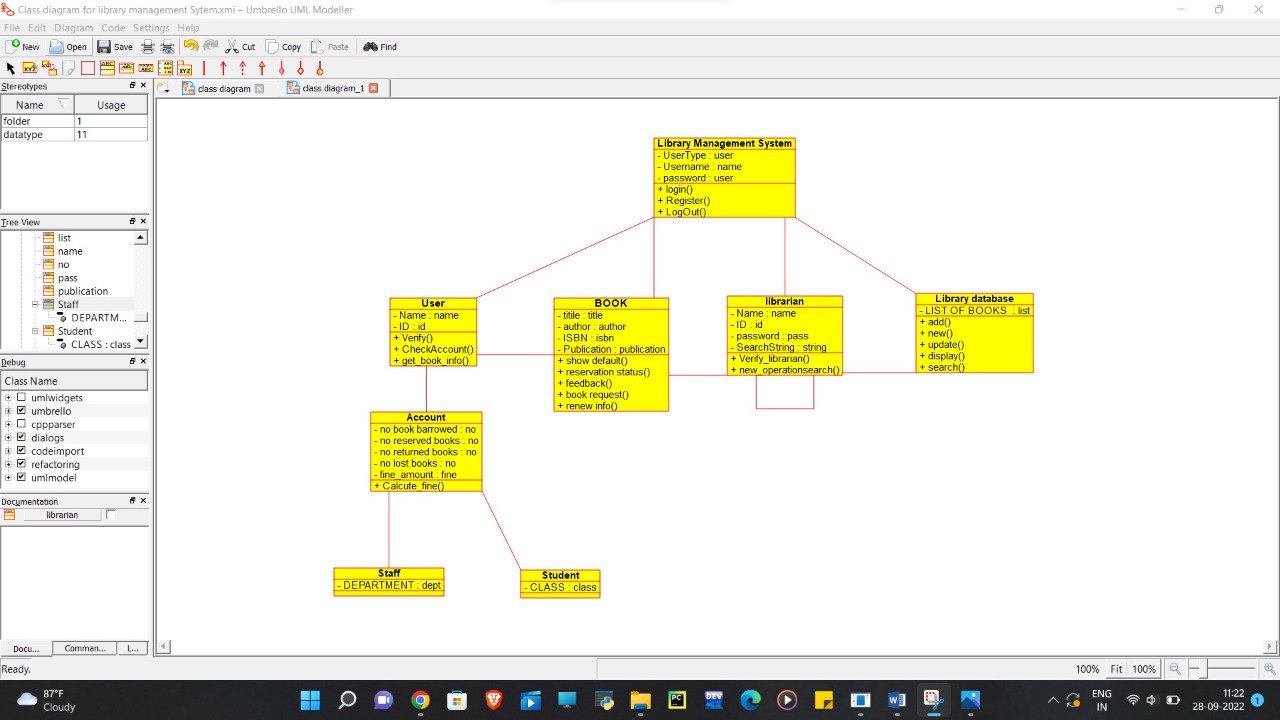 Class diagram for library management Sytem.xmi – Umbrello UML Modeller
File Edit Diagram Code Settings Help
New Open Save Cut Copy Paste Find
Stereotypes
Name Usage
folder 1
datatype 11
Tree View
list
name
no
pass
publication
Staff
DEPARTM...
Student
CLASS : class
Debug
Class Name
umlwidgets
umbrello
cppparser
dialogs
codeimport
refactoring
umlmodel
Documentation
librarian
Docu... Comman... L...
class diagram class diagram_1
Library Management System
- UserType : user
- Username : name
- password : user
+ login()
+ Register()
+ LogOut()
User
- Name : name
- ID : id
+ Verify()
+ CheckAccount()
+ get_book_info()
BOOK
- titile : title
- author : author
- ISBN : isbn
- Publication : publication
+ show default()
+ reservation status()
+ feedback()
+ book request()
+ renew info()
librarian
- Name : name
- ID : id
- password : pass
- SearchString : string
+ Verify_librarian()
+ new_operationsearch()
Library database
- LIST OF BOOKS : list
+ add()
+ new()
+ update()
+ display()
+ search()
Account
- no book barrowed : no
- no reserved books : no
- no returned books : no
- no lost books : no
- fine_amount : fine
+ Calcute_fine()
Staff
- DEPARTMENT : dept
Student
- CLASS : class
Ready.
100% Fit 100%
87°F
Cloudy
ENG
IN
11:22
28-09-2022
1